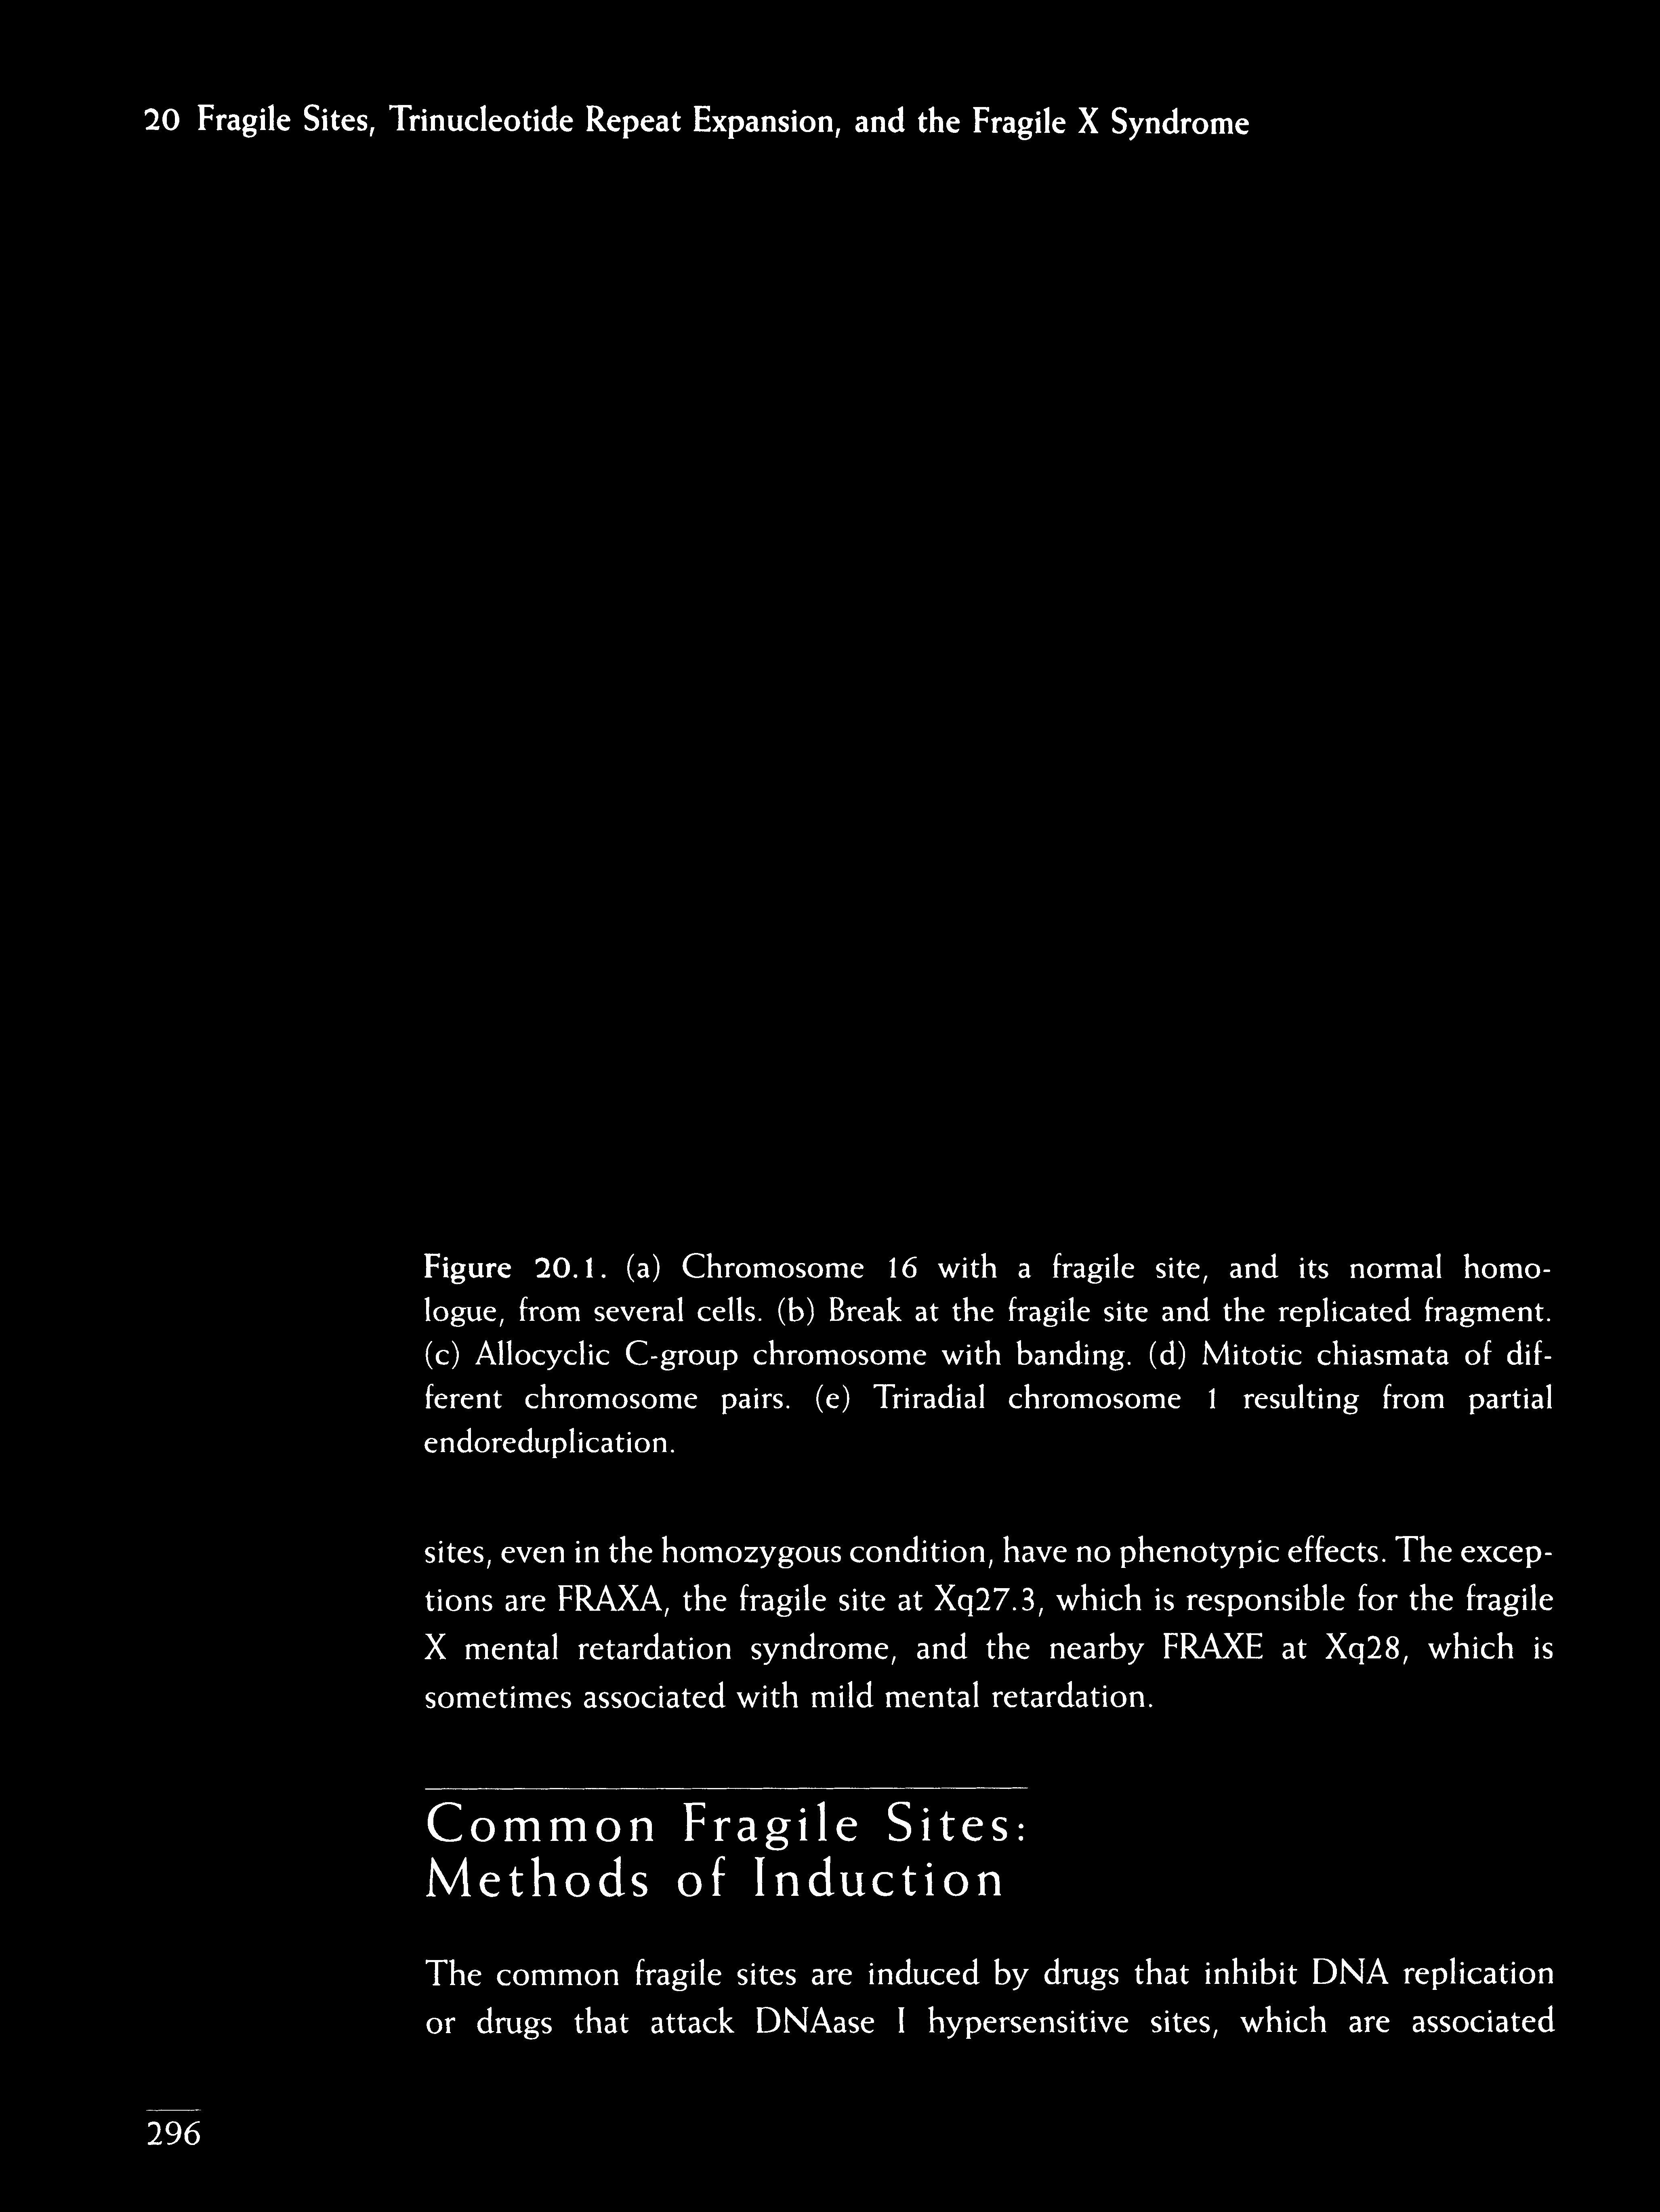 20 Fragile Sites, Trinucleotide Repeat Expansion, and the Fragile X Syndrome
Figure 20.1. (a) Chromosome 16 with a fragile site, and its normal homo-
logue, from several cells. (b) Break at the fragile site and the replicated fragment.
(c) Allocyclic C-group chromosome with banding. (d) Mitotic chiasmata of dif-
ferent chromosome pairs. (e) Triradial chromosome 1 resulting from partial
endoreduplication.
sites, even in the homozygous condition, have no phenotypic effects. The excep-
tions are FRAXA, the fragile site at Xq27.3, which is responsible for the fragile
X mental retardation syndrome, and the nearby FRAXE at Xq28, which is
sometimes associated with mild mental retardation.
Common Fragile Sites:
Methods of Induction
The common fragile sites are induced by drugs that inhibit DNA replication
or drugs that attack DNAase I hypersensitive sites, which are associated
296